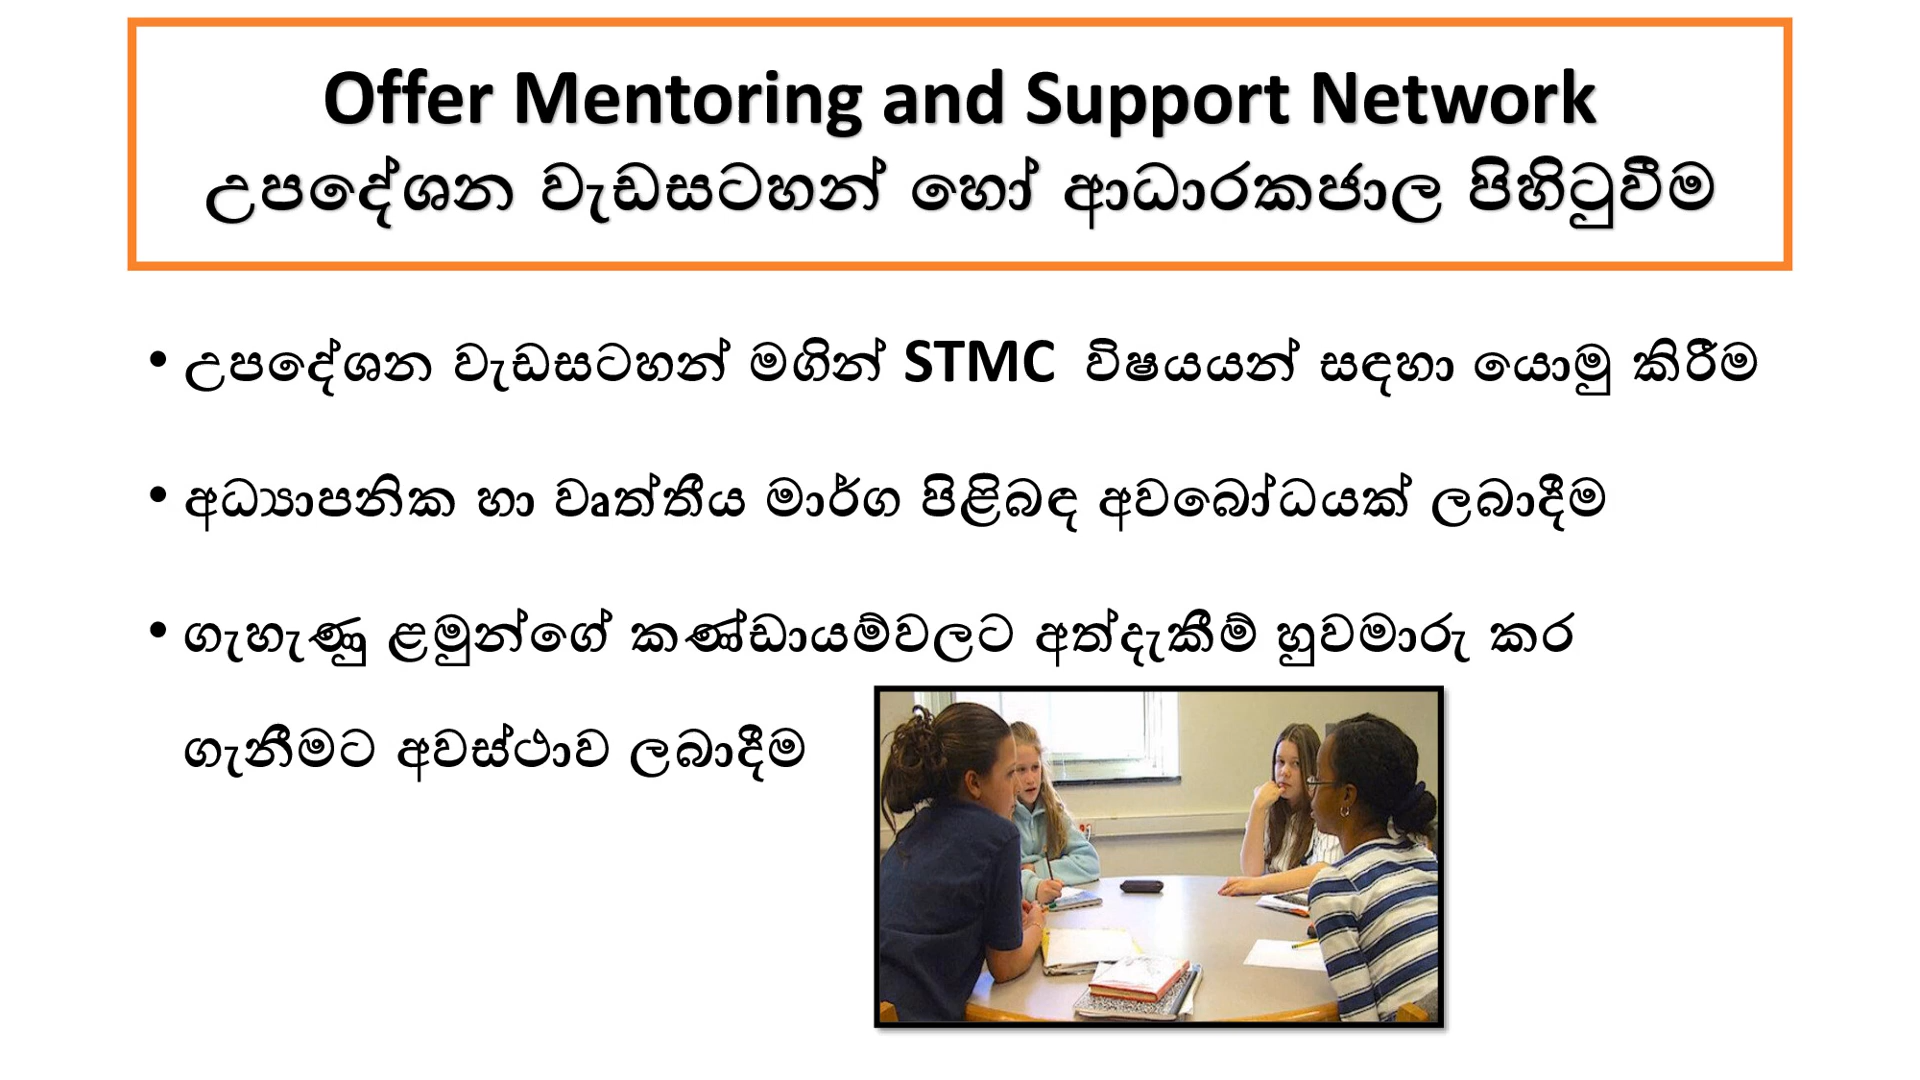 Offer Mentoring and Support Network
උපදේශන වැඩසටහන් හෝ ආධාරකජාල පිහිටුවීම
• උපදේශන වැඩසටහන් මගින් STMC විෂයයන් සඳහා යොමු කිරීම
• අධ්‍යාපනික හා වෘත්තීය මාර්ග පිළිබඳ අවබෝධයක් ලබාදීම
• ගැහැණු ළමුන්ගේ කණ්ඩායම්වලට අත්දැකීම් හුවමාරු කර
ගැනීමට අවස්ථාව ලබාදීම